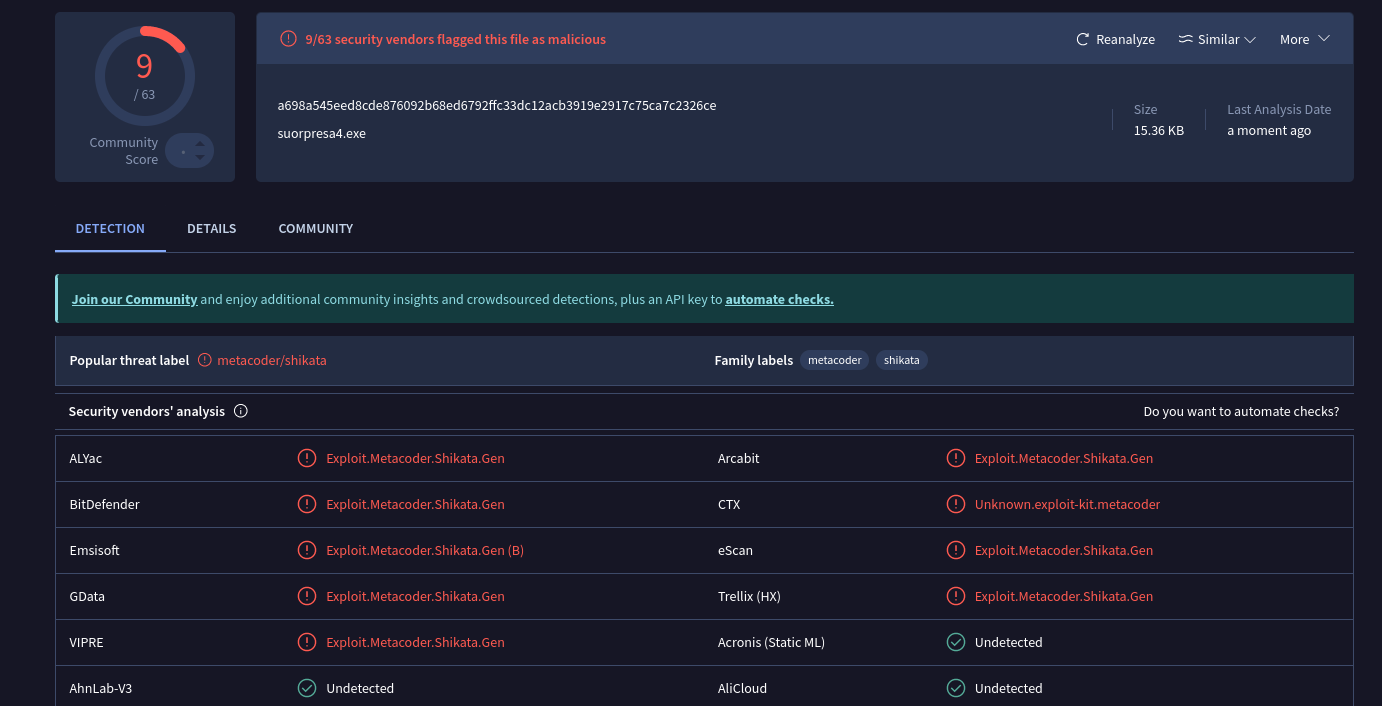 9
/ 63
Community
Score
9/63 security vendors flagged this file as malicious
Reanalyze
Similar
More
a698a545eed8cde876092b68ed6792ffc33dc12acb3919e2917c75ca7c2326ce
suorpresa4.exe
Size
15.36 KB
Last Analysis Date
a moment ago
DETECTION DETAILS COMMUNITY
Join our Community and enjoy additional community insights and crowdsourced detections, plus an API key to automate checks.
Popular threat label metacoder/shikata Family labels metacoder shikata
Security vendors' analysis Do you want to automate checks?
ALYac Exploit.Metacoder.Shikata.Gen Arcabit Exploit.Metacoder.Shikata.Gen
BitDefender Exploit.Metacoder.Shikata.Gen CTX Unknown.exploit-kit.metacoder
Emsisoft Exploit.Metacoder.Shikata.Gen (B) eScan Exploit.Metacoder.Shikata.Gen
GData Exploit.Metacoder.Shikata.Gen Trellix (HX) Exploit.Metacoder.Shikata.Gen
VIPRE Exploit.Metacoder.Shikata.Gen Acronis (Static ML) Undetected
AhnLab-V3 Undetected AliCloud Undetected